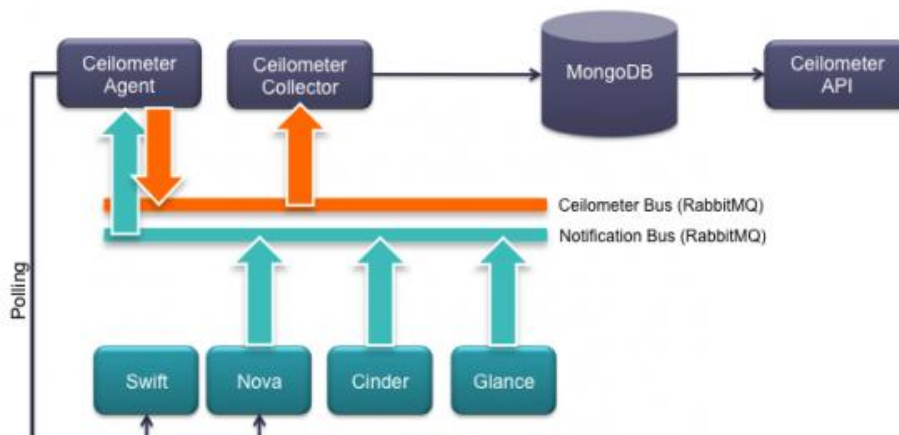 Ceilometer
Agent
Ceilometer
Collector
MongoDB
Ceilometer
API
Ceilometer Bus (RabbitMQ)
Notification Bus (RabbitMQ)
Polling
Swift
Nova
Cinder
Glance